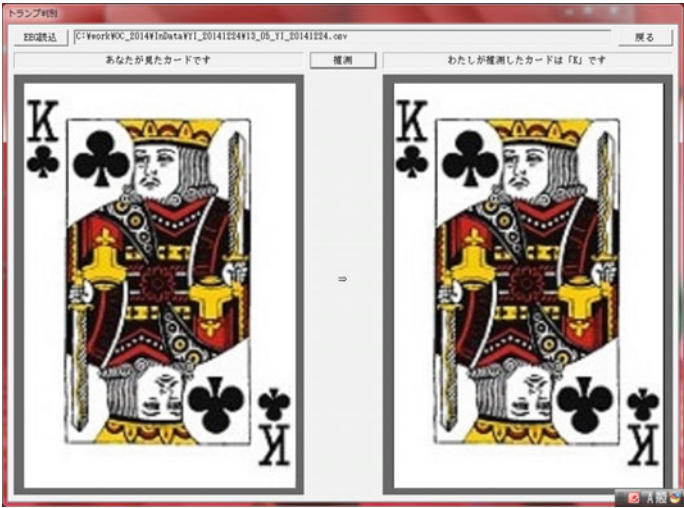 トランプ判別
EEG読込 C:¥work¥OC_2014¥InData¥YI_20141224¥13_05_YI_20141224.csv 戻る
あなたが見たカードです 推測 わたしが推測したカードは「K」です
K K
⇒
K K
A 般